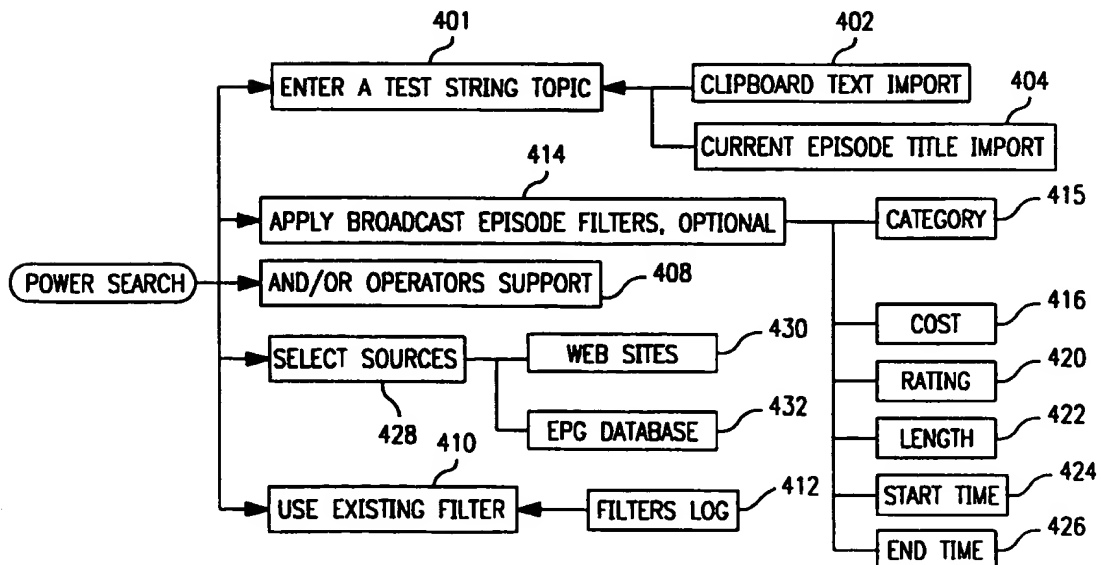 401
402
ENTER A TEST STRING TOPIC
CLIPBOARD TEXT IMPORT
404
CURRENT EPISODE TITLE IMPORT
414
APPLY BROADCAST EPISODE FILTERS, OPTIONAL
CATEGORY
415
POWER SEARCH
AND/OR OPERATORS SUPPORT
408
COST
416
SELECT SOURCES
WEB SITES
430
RATING
420
428
EPG DATABASE
432
LENGTH
422
410
USE EXISTING FILTER
FILTERS LOG
412
START TIME
424
END TIME
426